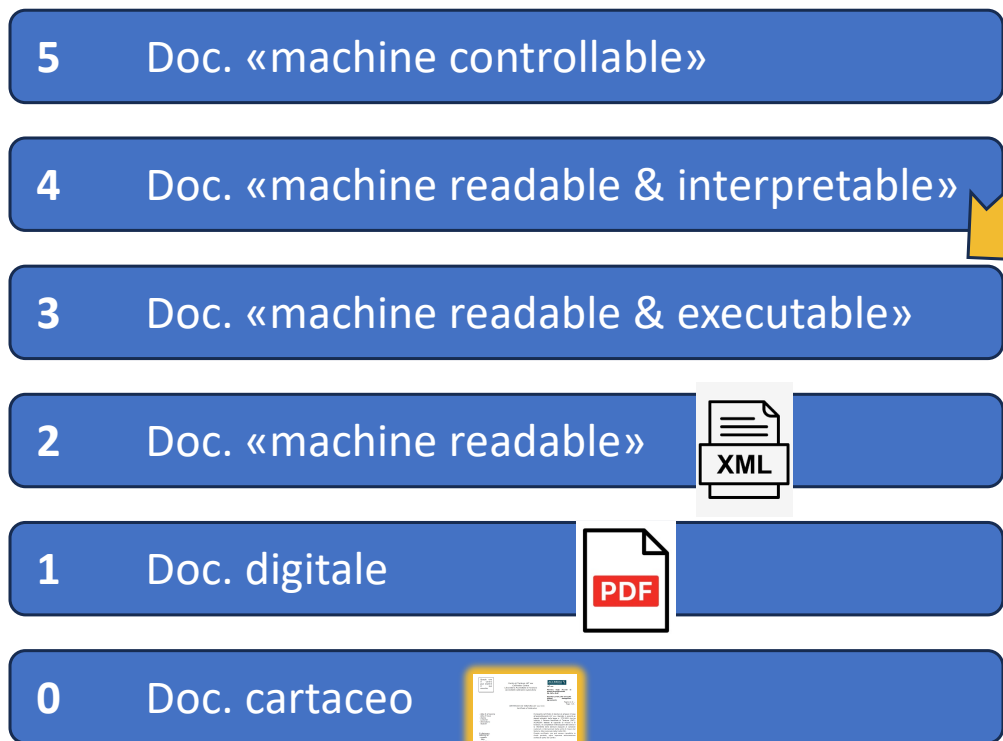 5 Doc. «machine controllable»
4 Doc. «machine readable & interpretable»
3 Doc. «machine readable & executable»
2 Doc. «machine readable»
XML
1 Doc. digitale
PDF
0 Doc. cartaceo